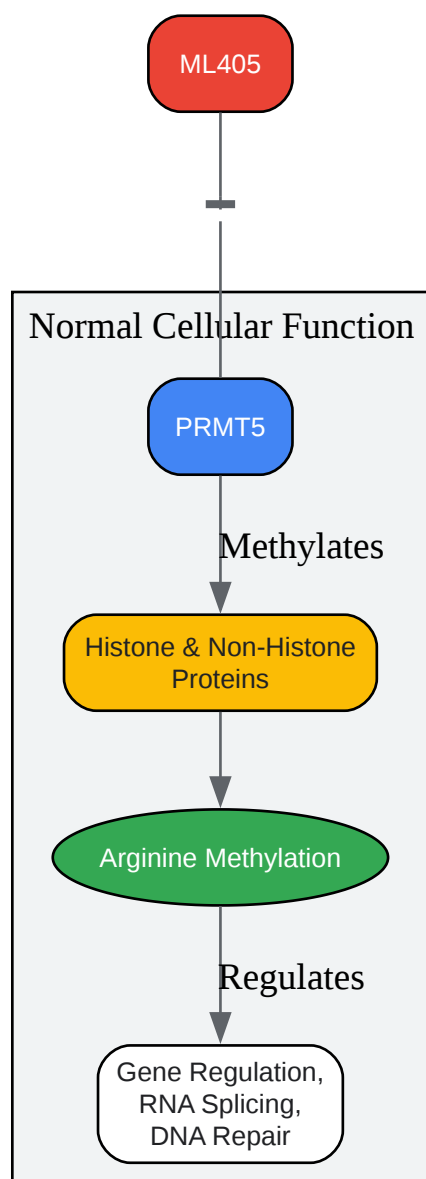 ML405
Normal Cellular Function
PRMT5
Methylates
Histone & Non-Histone
Proteins
Arginine Methylation
Regulates
Gene Regulation,
RNA Splicing,
DNA Repair